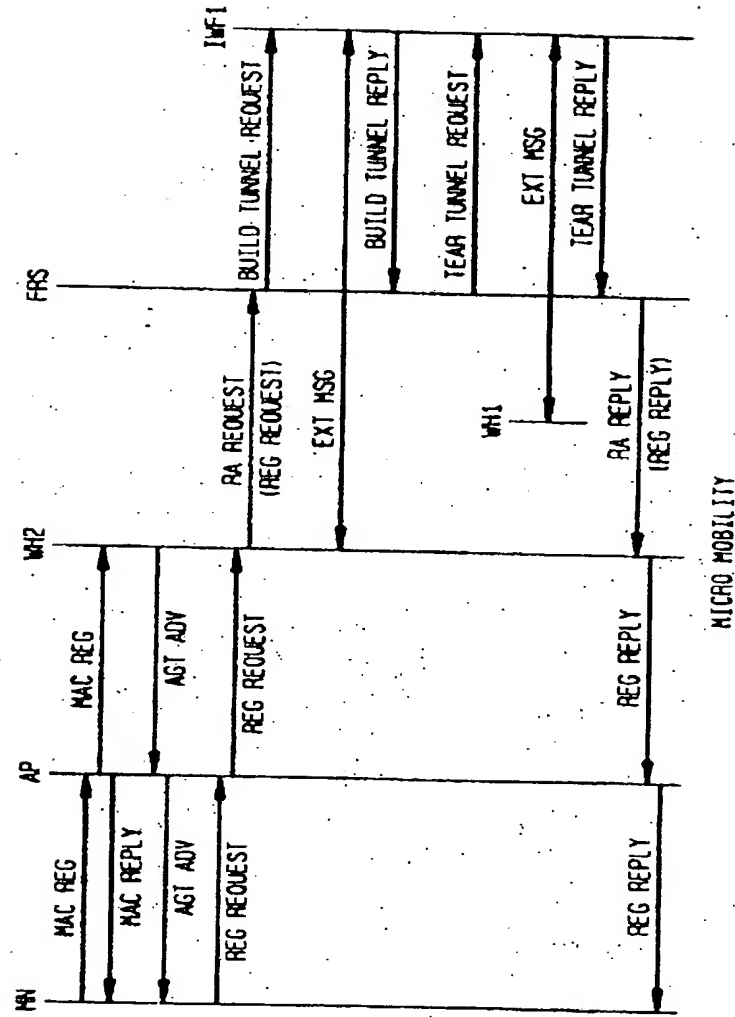 MN
AP
WH2
FRS
IWF1
MAC REG
MAC REG
MAC REPLY
AGT ADV
AGT ADV
REG REQUEST
REG REQUEST
RA REQUEST
(REG REQUEST)
BUILD TUNNEL REQUEST
EXT MSG
BUILD TUNNEL REPLY
TEAR TUNNEL REQUEST
WH1
EXT MSG
TEAR TUNNEL REPLY
RA REPLY
(REG REPLY)
REG REPLY
REG REPLY
MICRO MOBILITY